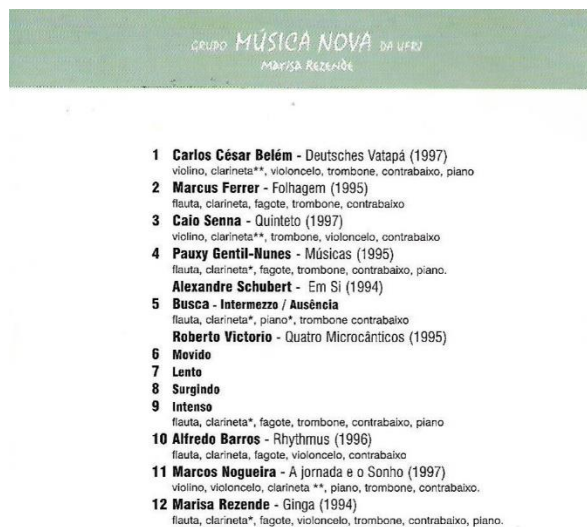 GRUPO MÚSICA NOVA DA UFRJ
MARISA REZENDE
1 Carlos César Belém - Deutsches Vatapá (1997)
violino, clarineta**, violoncelo, trombone, contrabaixo, piano
2 Marcus Ferrer - Folhagem (1995)
flauta, clarineta, fagote, trombone, contrabaixo
3 Caio Senna - Quinteto (1997)
violino, clarineta**, trombone, violoncelo, contrabaixo
4 Pauxy Gentil-Nunes - Músicas (1995)
flauta, clarineta*, fagote, trombone, contrabaixo, piano.
Alexandre Schubert - Em Si (1994)
5 Busca - Intermezzo / Ausência
flauta, clarineta*, piano*, trombone contrabaixo
Roberto Victorio - Quatro Microcânticos (1995)
6 Movido
7 Lento
8 Surgindo
9 Intenso
flauta, clarineta*, fagote, trombone, contrabaixo, piano
10 Alfredo Barros - Rhythmus (1996)
flauta, clarineta, fagote, violoncelo, contrabaixo
11 Marcos Nogueira - A jornada e o Sonho (1997)
violino, violoncelo, clarineta **, piano, trombone, contrabaixo.
12 Marisa Rezende - Ginga (1994)
flauta, clarineta*, fagote, violoncelo, trombone, contrabaixo, piano.